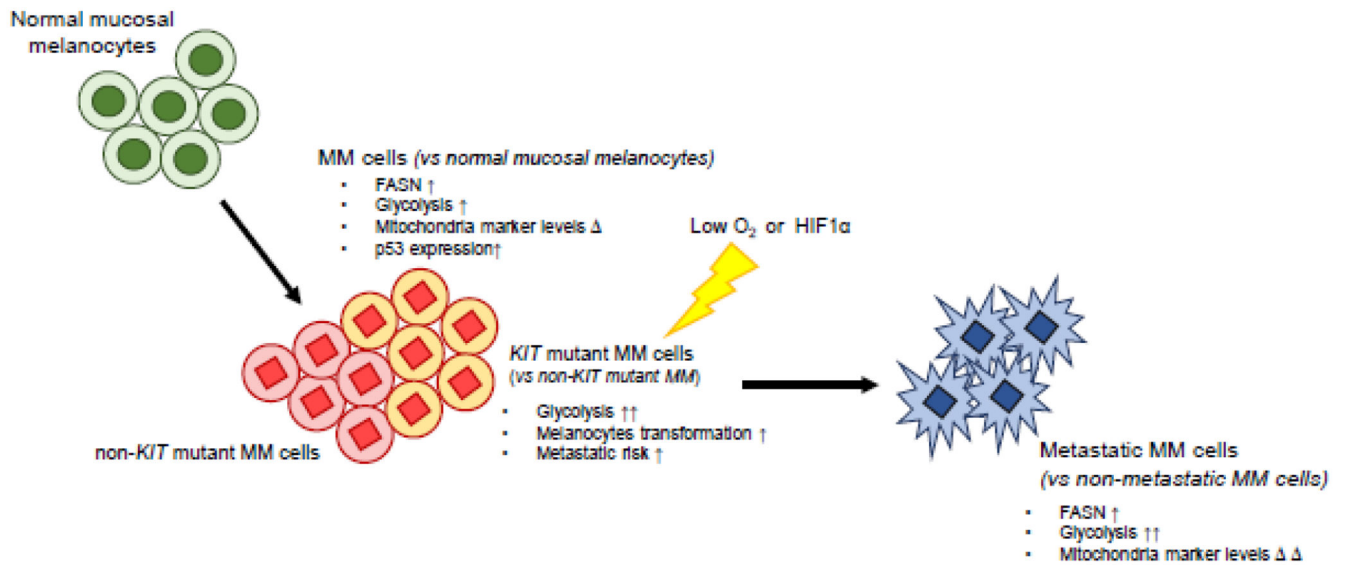 Normal mucosal
melanocytes
MM cells (vs normal mucosal melanocytes)
▪ FASN ↑
▪ Glycolysis ↑
▪ Mitochondria marker levels Δ
▪ p53 expression↑
Low O₂ or HIF1α
KIT mutant MM cells
(vs non-KIT mutant MM)
▪ Glycolysis ↑↑
▪ Melanocytes transformation ↑
▪ Metastatic risk ↑
non-KIT mutant MM cells
Metastatic MM cells
(vs non-metastatic MM cells)
▪ FASN ↑
▪ Glycolysis ↑↑
▪ Mitochondria marker levels Δ Δ